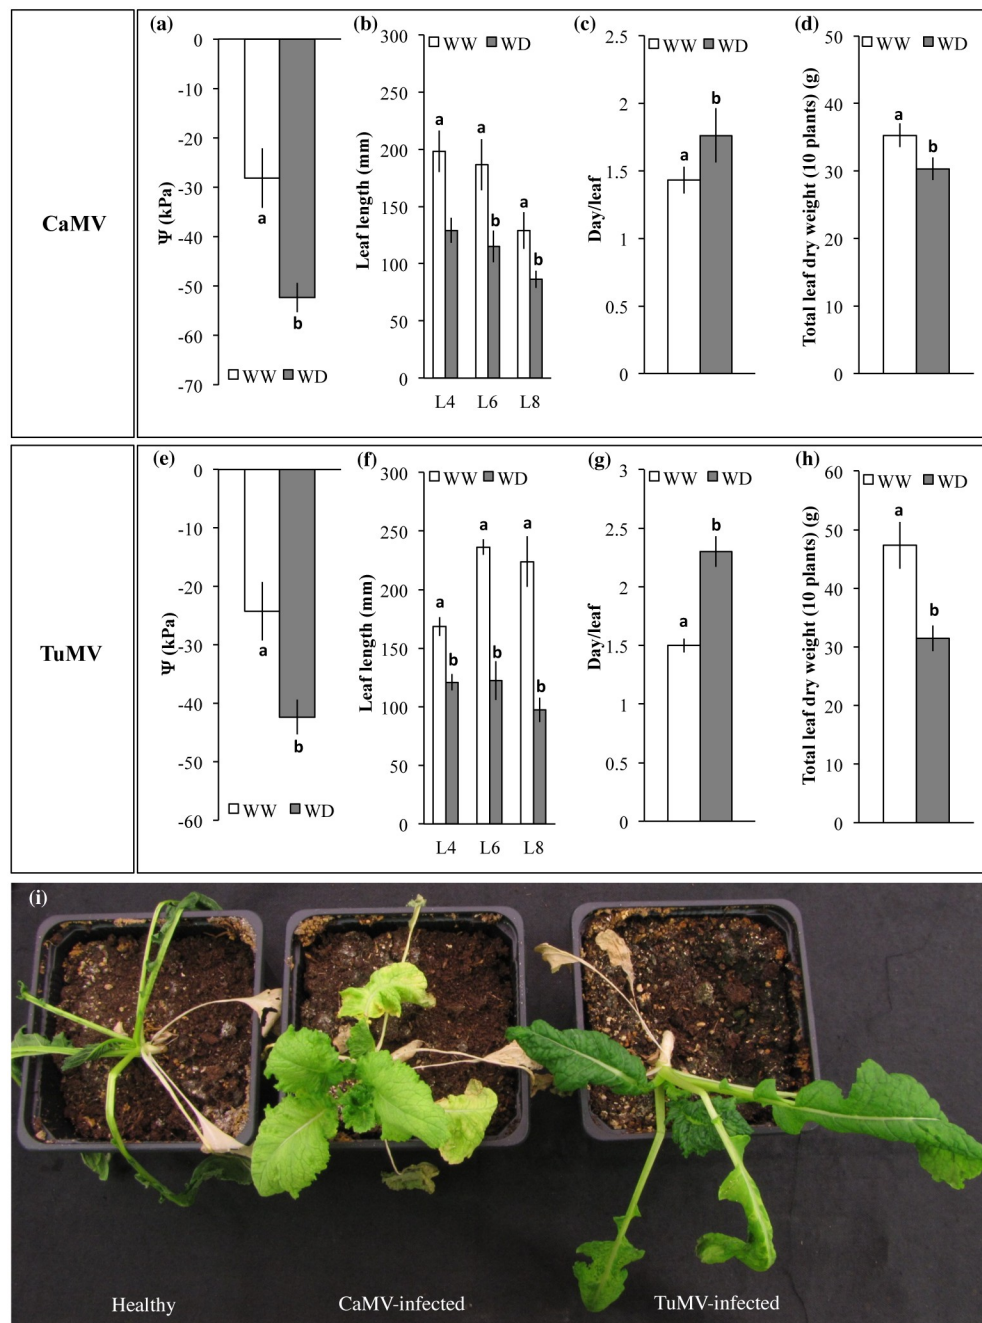 CaMV
(a)
0
-10
-20
-30
-40
-50
-60
-70
Ψ (kPa)
a
b
WW WD
(b)
300
250
200
150
100
50
0
Leaf length (mm)
WW WD
a
a
b
a
b
L4 L6 L8
(c)
2.5
2
1.5
1
0.5
0
Day/leaf
WW WD
a
b
(d)
50
40
30
20
10
0
Total leaf dry weight (10 plants) (g)
WW WD
a
b
TuMV
(e)
0
-10
-20
-30
-40
-50
-60
Ψ (kPa)
a
b
WW WD
(f)
300
250
200
150
100
50
0
Leaf length (mm)
WW WD
a
b
a
b
a
b
L4 L6 L8
(g)
3
2.5
2
1.5
1
0.5
0
Day/leaf
WW WD
a
b
(h)
60
50
40
30
20
10
0
Total leaf dry weight (10 plants) (g)
WW WD
a
b
(i)
Healthy CaMV-infected TuMV-infected